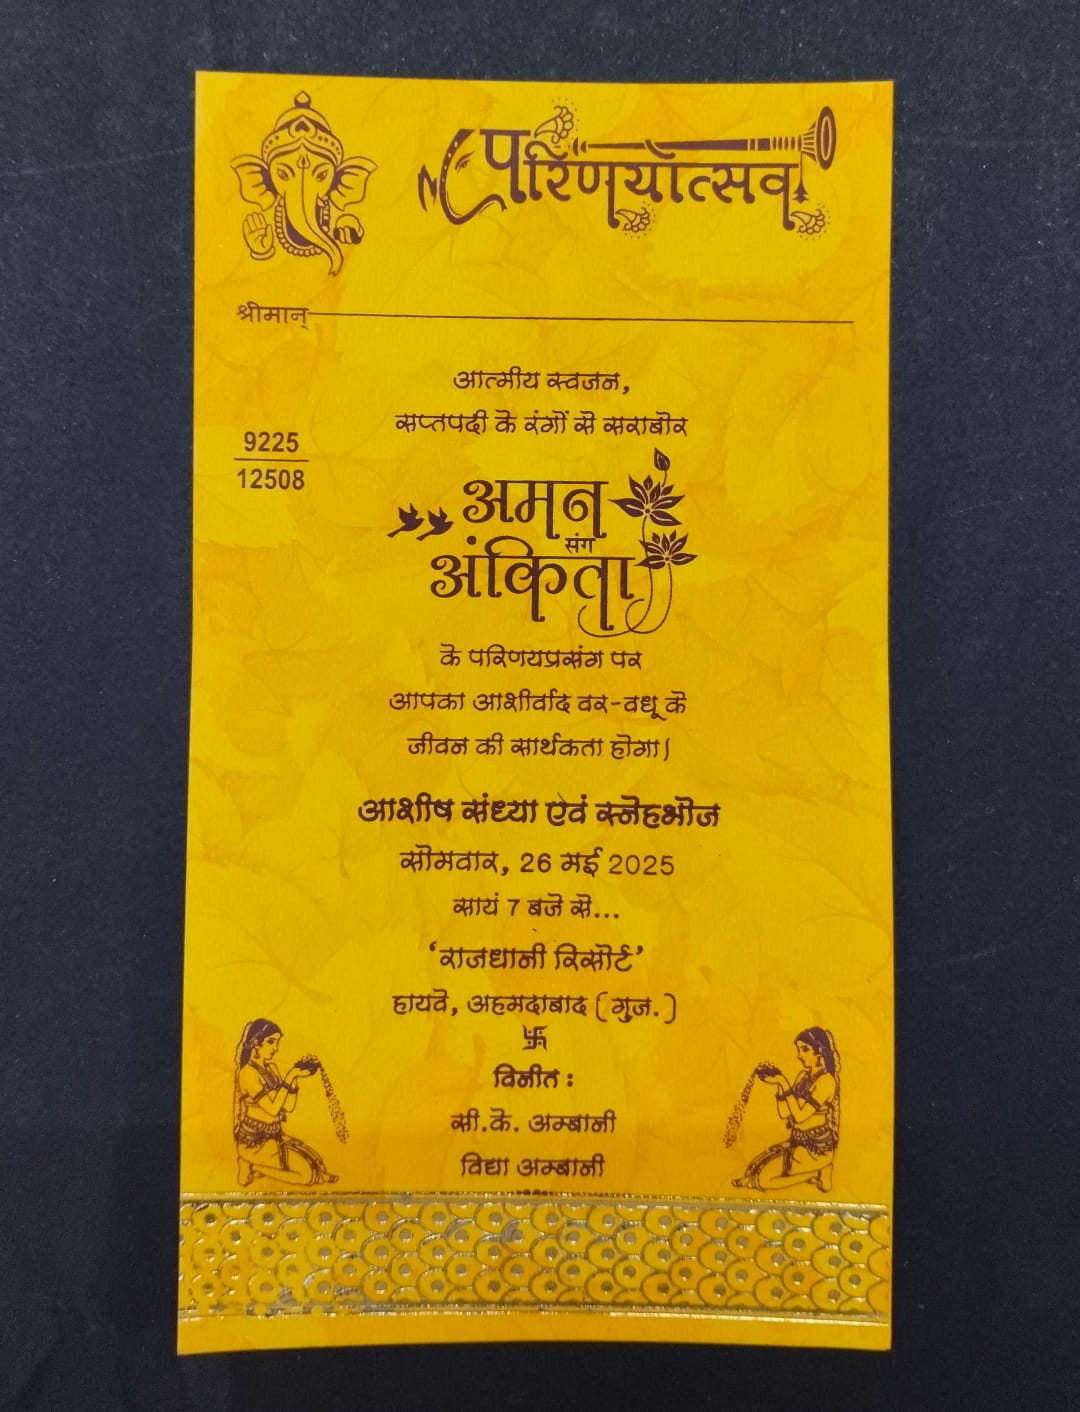 परिणयोत्सव
श्रीमान्
आत्मीय स्वजन,
सप्तपदी के रंगों से सराबोर
9225
12508
अमन
संग
अंकिता
के परिणयप्रसंग पर
आपका आशीर्वाद वर-वधू के
जीवन की सार्थकता होगा।
आशीष संध्या एवं स्नेहभोज
सोमवार, 26 मई 2025
सायं 7 बजे से...
‘राजधानी रिसोर्ट’
हायवे, अहमदाबाद (गुज.)
विनीत :
सी.के. अम्बानी
विद्या अम्बानी